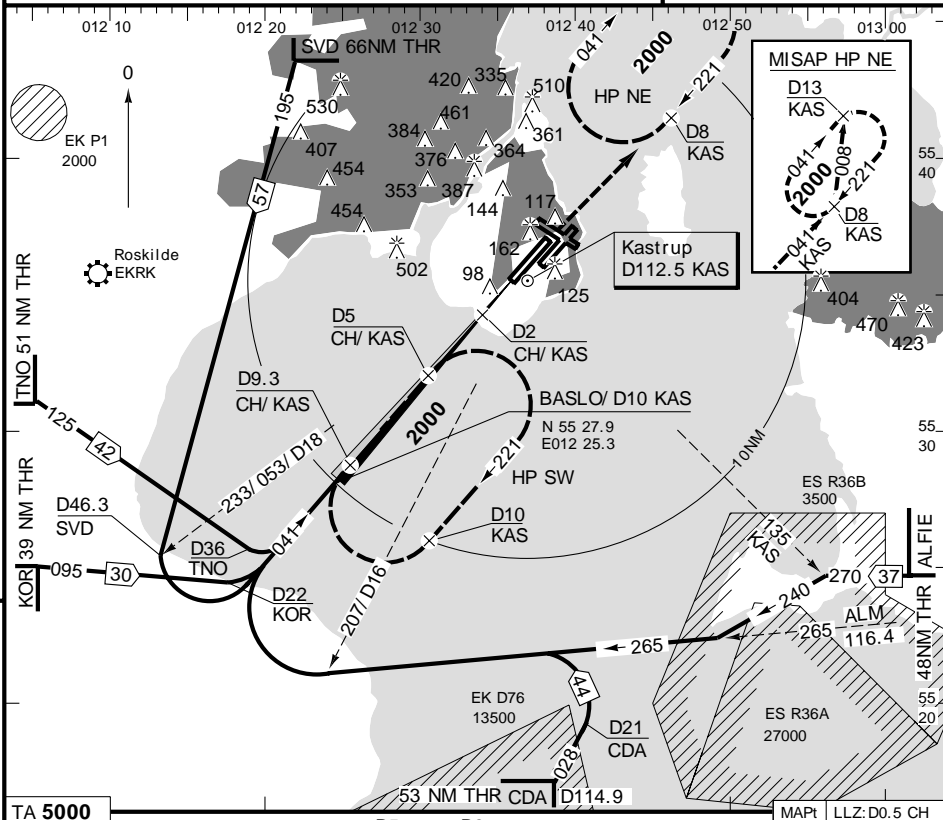 012 10
012 20
012 30
012 40
012 50
013 00
SVD 66NM THR
0
EK P1
2000
195
57
530
407
454
454
384
353
376
461
420
335
364
387
144
510
361
117
162
98
125
502
041
2000
221
HP NE
D8
KAS
MISAP HP NE
D13
KAS
041
2000
008
221
D8
KAS
041
KAS
55
40
Roskilde
EKRK
Kastrup
D112.5 KAS
404
470
423
TNO 51 NM THR
125
42
D5
CH/ KAS
D2
CH/ KAS
D9.3
CH/ KAS
2000
BASLO/ D10 KAS
N 55 27.9
E012 25.3
221
HP SW
D10
KAS
10NM
55
30
233/ 053/ D18
D46.3
SVD
D36
TNO
041
KOR 39 NM THR
095
30
D22
KOR
207/ D16
ES R36B
3500
135
KAS
270
37
ALFIE
48NM THR
240
ALM
116.4
265
265
EK D76
13500
44
D21
CDA
028
ES R36A
27000
55
20
53 NM THR
CDA
D114.9
TA 5000
MAPt
LLZ: D0.5 CH